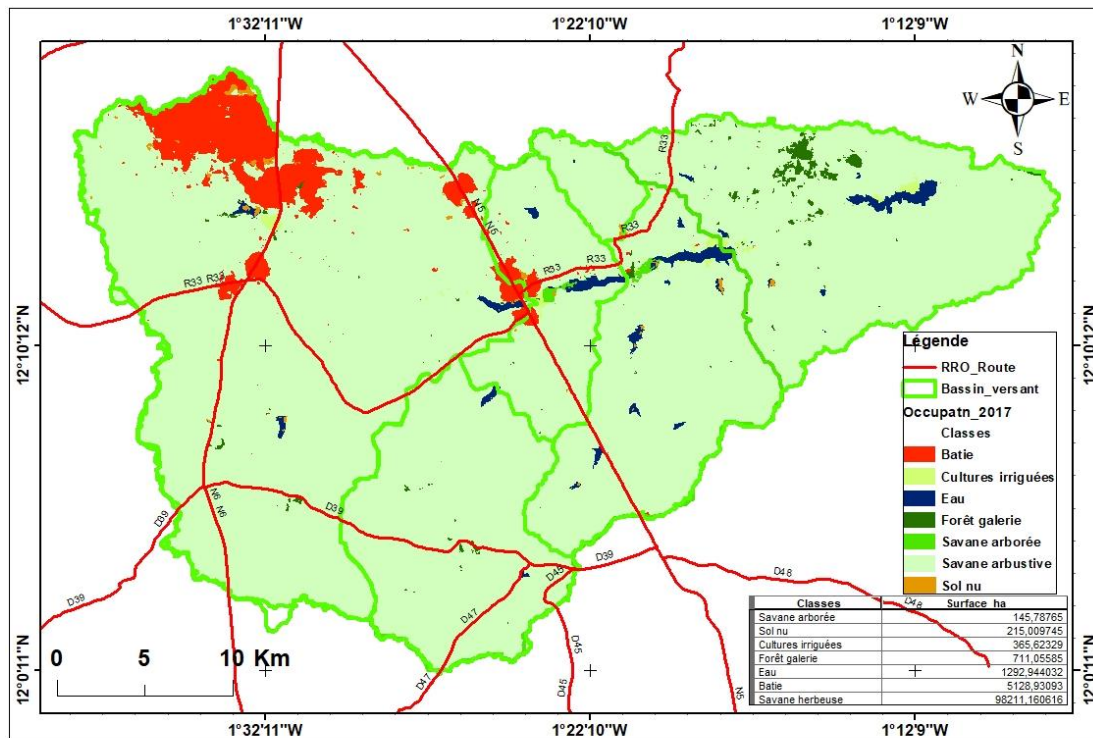 1°32'11"W 1°22'10"W 1°12'9"W
N
W E
S
R33
N5
N5
R33
R33
R33
R33 R33
12°10'12"N 12°10'12"N
Légende
RRO_Route
Bassin_versant
Occupatn_2017
Classes
Batie
Cultures irriguées
Eau
Forêt galerie
Savane arborée
Savane arbustive
Sol nu
N6
N6
D39
D39
D39
D45
D48
D48
D39
D47
D45
D45
D47
N5
Classes Surface_ha
Savane arborée 145,78765
Sol nu 215,009745
Cultures irriguées 365,62329
Forêt galerie 711,05585
Eau 1292,944032
Batie 5128,93093
Savane herbeuse 98211,160616
0 5 10 Km
12°0'11"N 12°0'11"N
1°32'11"W 1°22'10"W 1°12'9"W